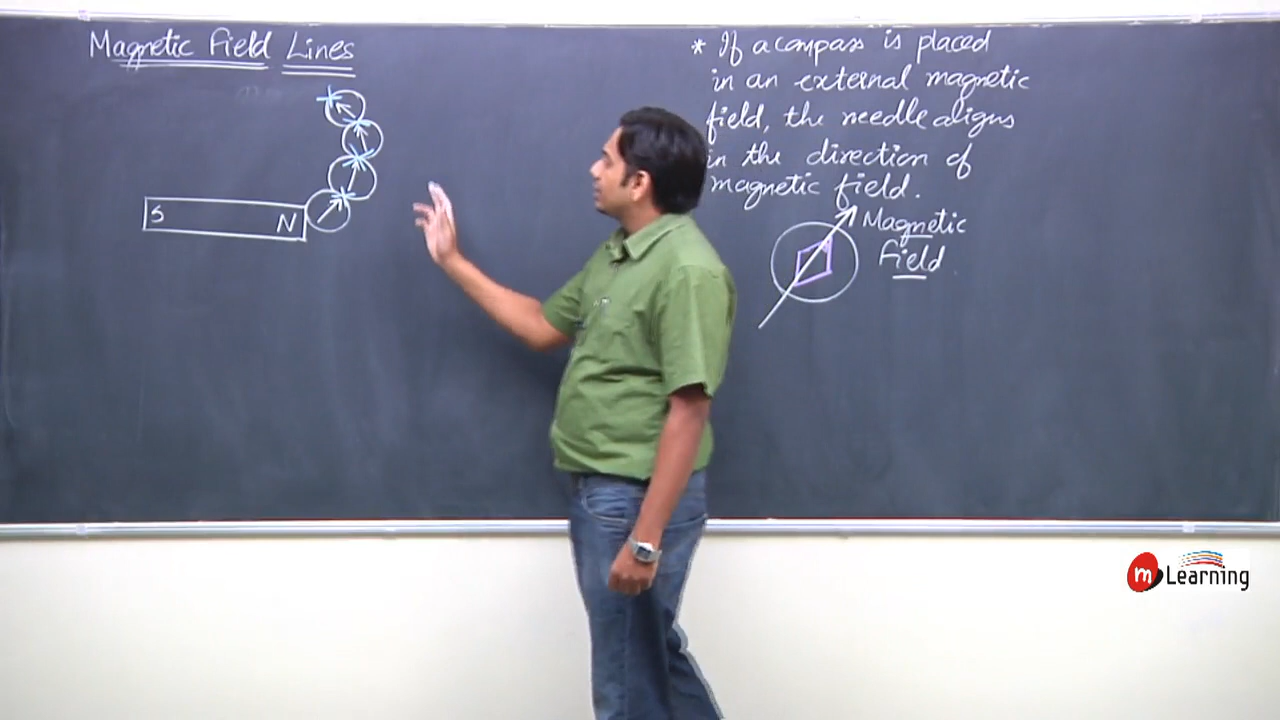 Magnetic Field Lines
S N
* If a compass is placed
in an external magnetic
field, the needle aligns
in the direction of
magnetic field.
Magnetic
Field
m Learning